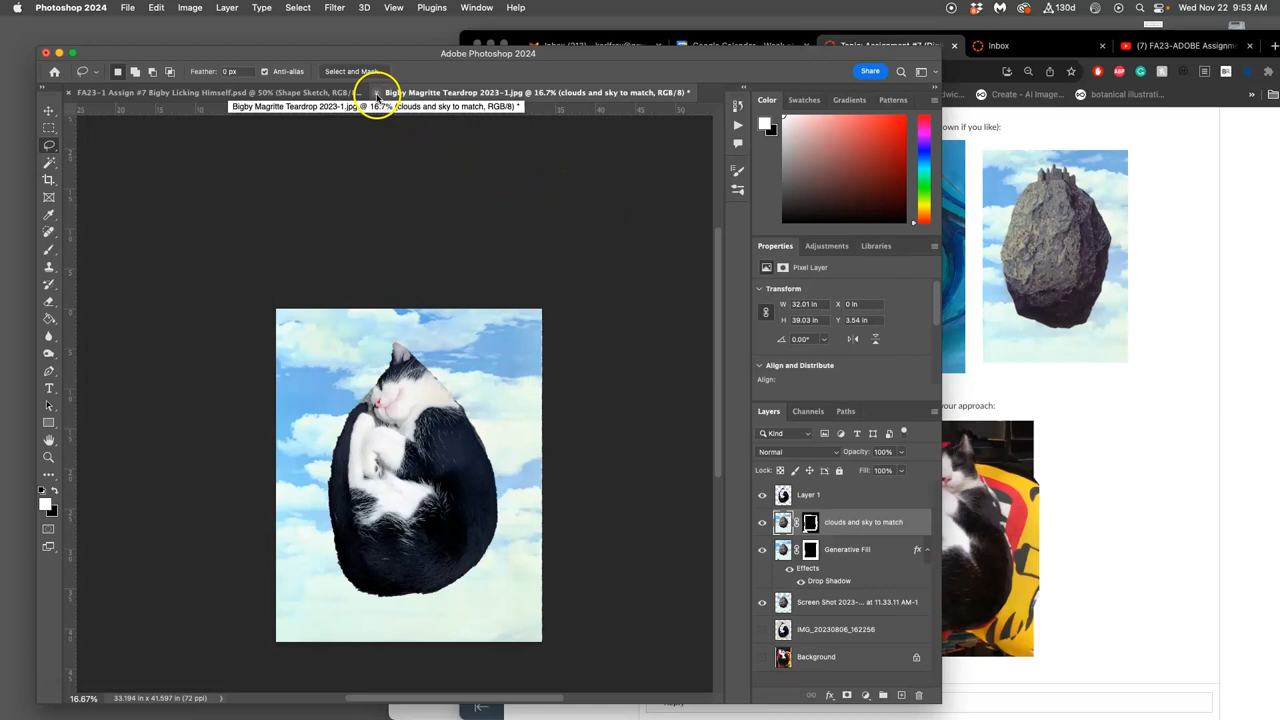 Photoshop 2024 File Edit Image Layer Type Select Filter 3D View Plugins Window Help 130d Wed Nov 22 9:53 AM
Adobe Photoshop 2024
Inbox
(7) FA23-ADOBE Assignm
Feather: 0 px Anti-alias Select and Mask... Share
FA23-1 Assign #7 Bigby Licking Himself.psd @ 50% (Shape Sketch, RGB/ Bigby Magritte Teardrop 2023-1.jpg @ 16.7% (clouds and sky to match, RGB/8) *
Bigby Magritte Teardrop 2023-1.jpg @ 16.7% (clouds and sky to match, RGB/8) *
Create - AI Image botanical illustrat
Color Swatches Gradients Patterns
own if you like):
Properties Adjustments Libraries
Pixel Layer
Transform
W 32.01 in X 0 in
H 39.03 in Y 3.54 in
0.00°
Align and Distribute
Align:
your approach:
Layers Channels Paths
Kind
Normal Opacity: 100%
Lock: Fill: 100%
Layer 1
clouds and sky to match
Generative Fill fx
Effects
Drop Shadow
Screen Shot 2023-... at 11.33.11 AM-1
IMG_20230806_162256
Background
16.67% 33.194 in x 41.597 in (72 ppi)